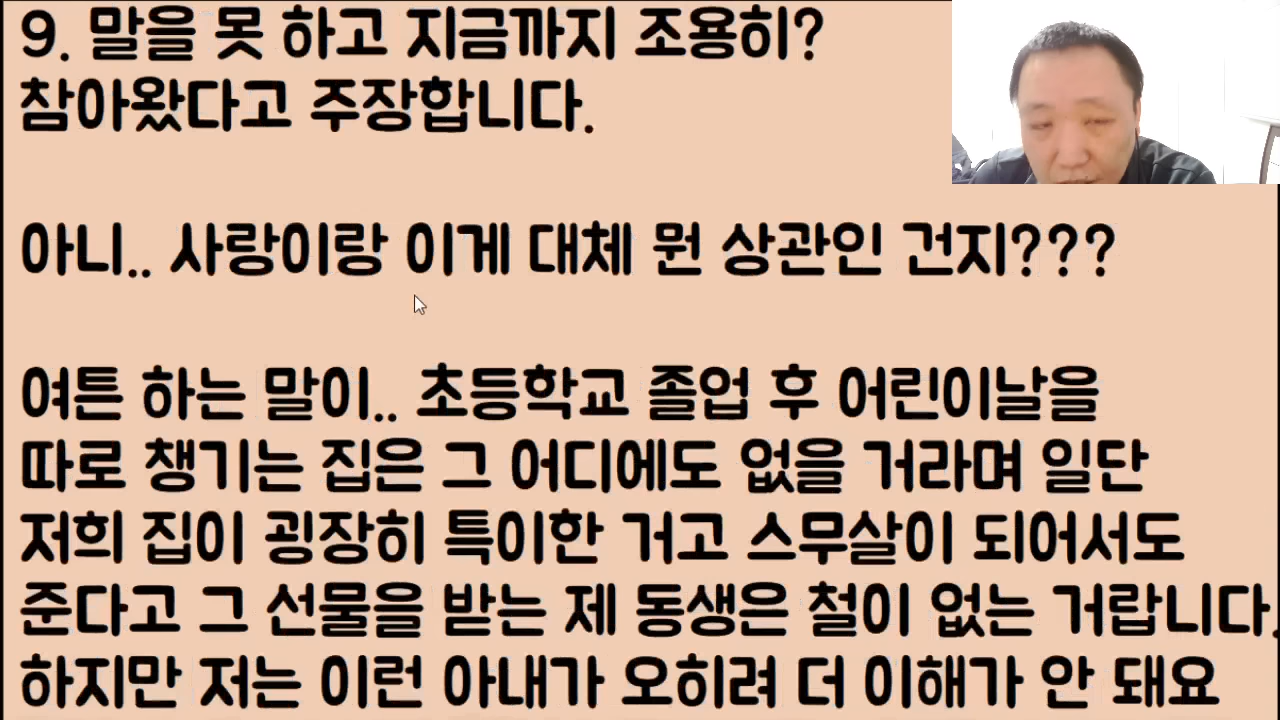 9. 말을 못 하고 지금까지 조용히?
참아왔다고 주장합니다.
아니.. 사랑이랑 이게 대체 뭔 상관인 건지???
여튼 하는 말이.. 초등학교 졸업 후 어린이날을
따로 챙기는 집은 그 어디에도 없을 거라며 일단
저희 집이 굉장히 특이한 거고 스무살이 되어서도
준다고 그 선물을 받는 제 동생은 철이 없는 거랍니다.
하지만 저는 이런 아내가 오히려 더 이해가 안 돼요